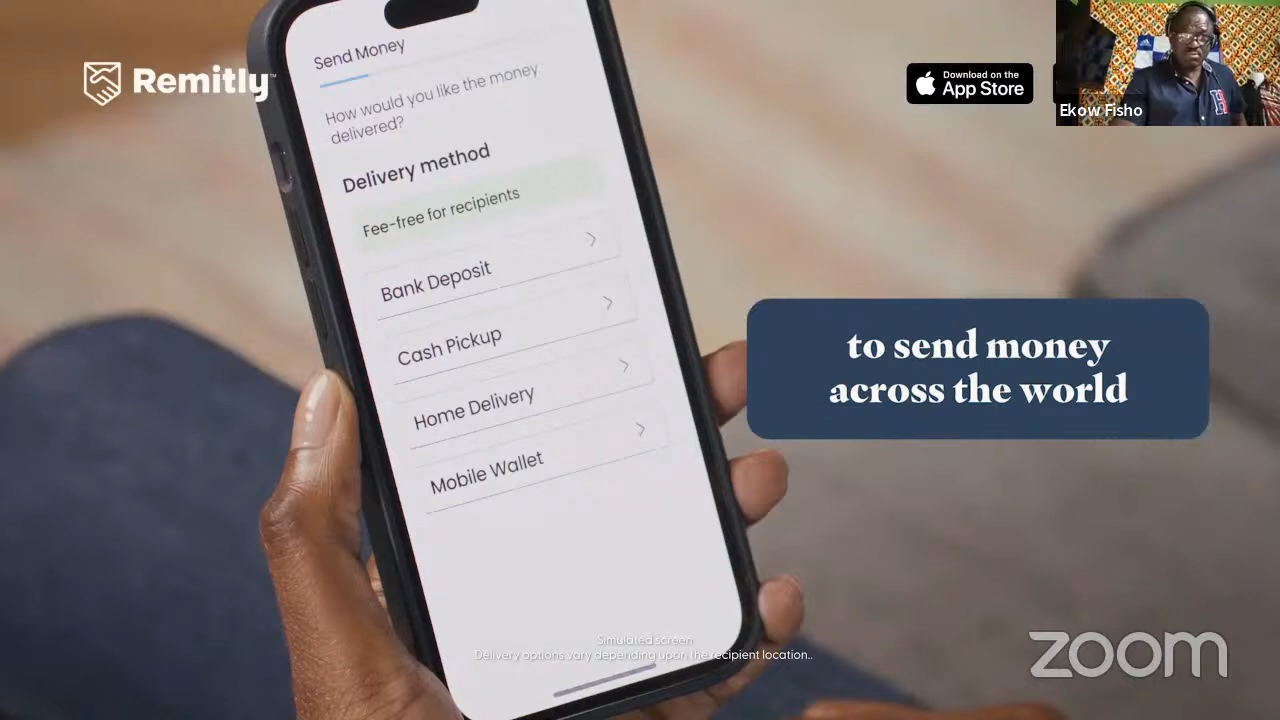 Remitly
Send Money
How would you like the money
delivered?
Delivery method
Fee-free for recipients
Bank Deposit
Cash Pickup
Home Delivery
Mobile Wallet
Download on the
App Store
Ekow Fisho
to send money
across the world
Simulated screen
Delivery options vary depending upon the recipient location..
zoom